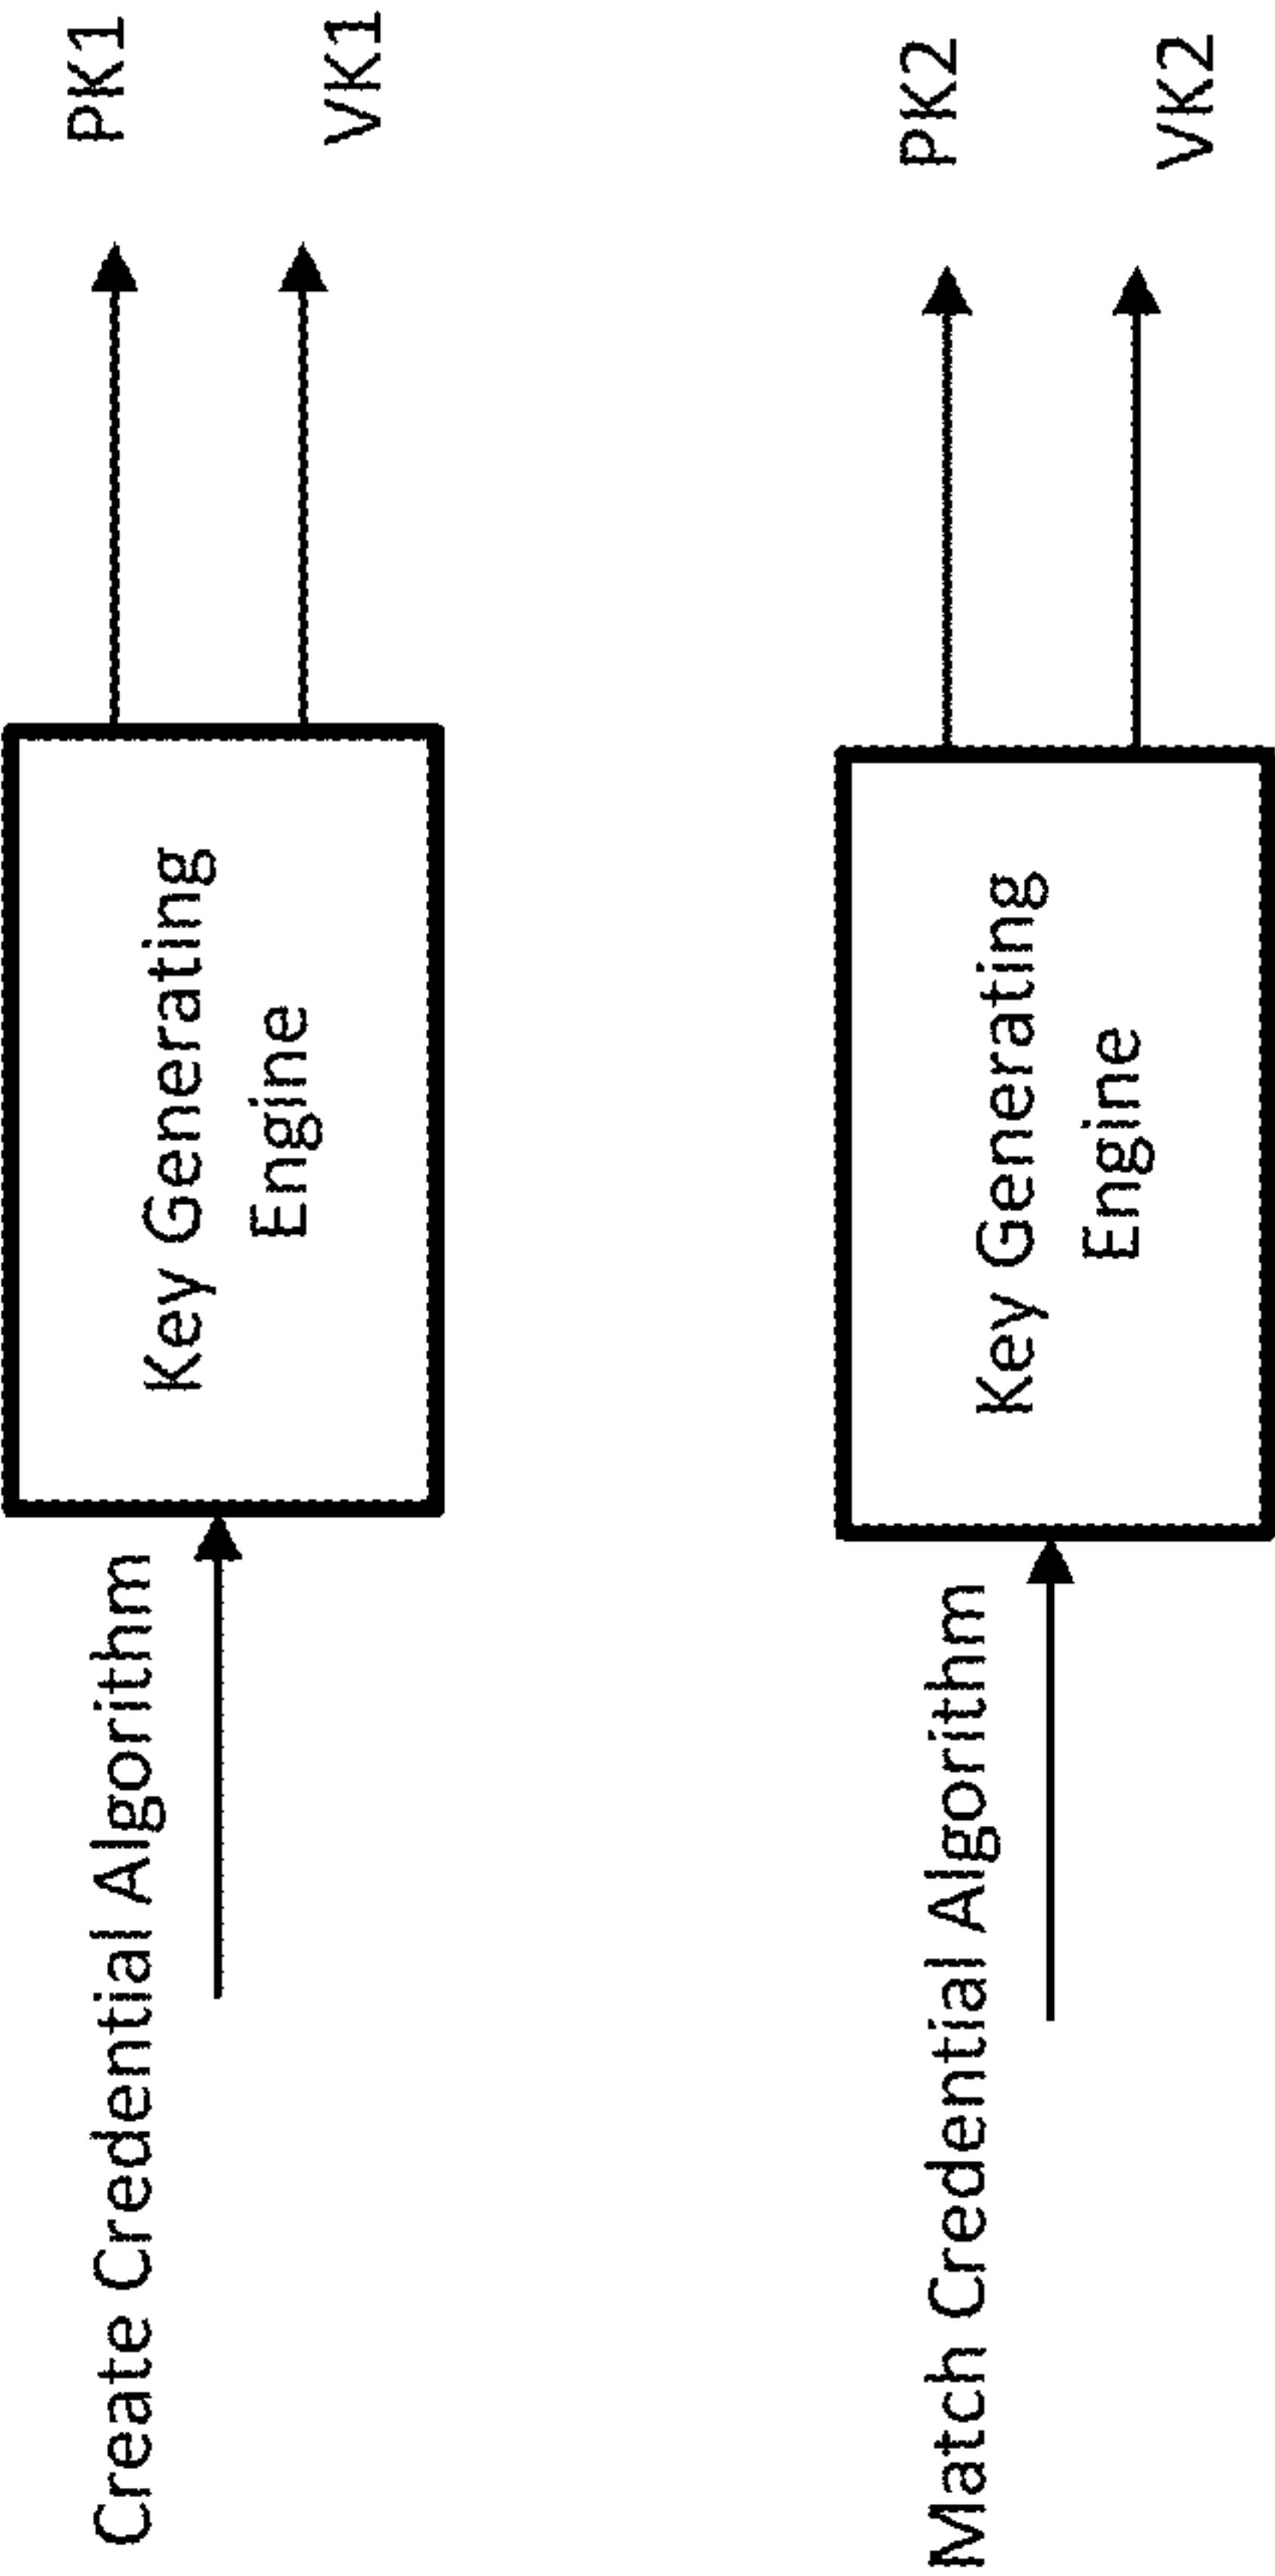 Create Credential Algorithm
Key Generating
Engine
PK1
VK1
Match Credential Algorithm
Key Generating
Engine
PK2
VK2